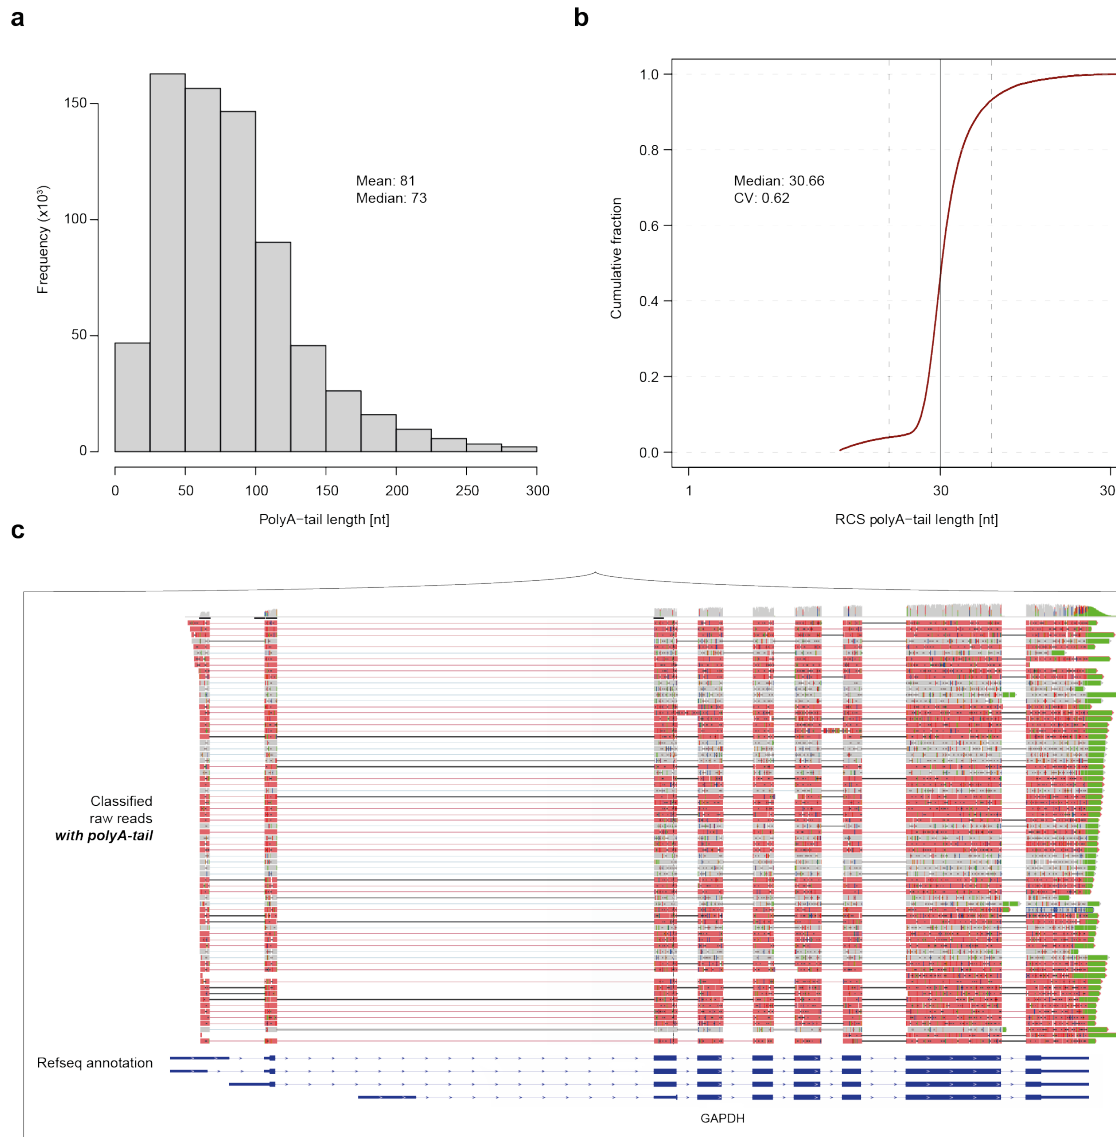 a
b
150
100
50
0
Frequency (x10³)
Mean: 81
Median: 73
0 50 100 150 200 250 300
PolyA−tail length [nt]
1.0
0.8
0.6
0.4
0.2
0.0
Cumulative fraction
Median: 30.66
CV: 0.62
1 30 30
RCS polyA−tail length [nt]
c
Classified
raw reads
with polyA-tail
Refseq annotation
GAPDH